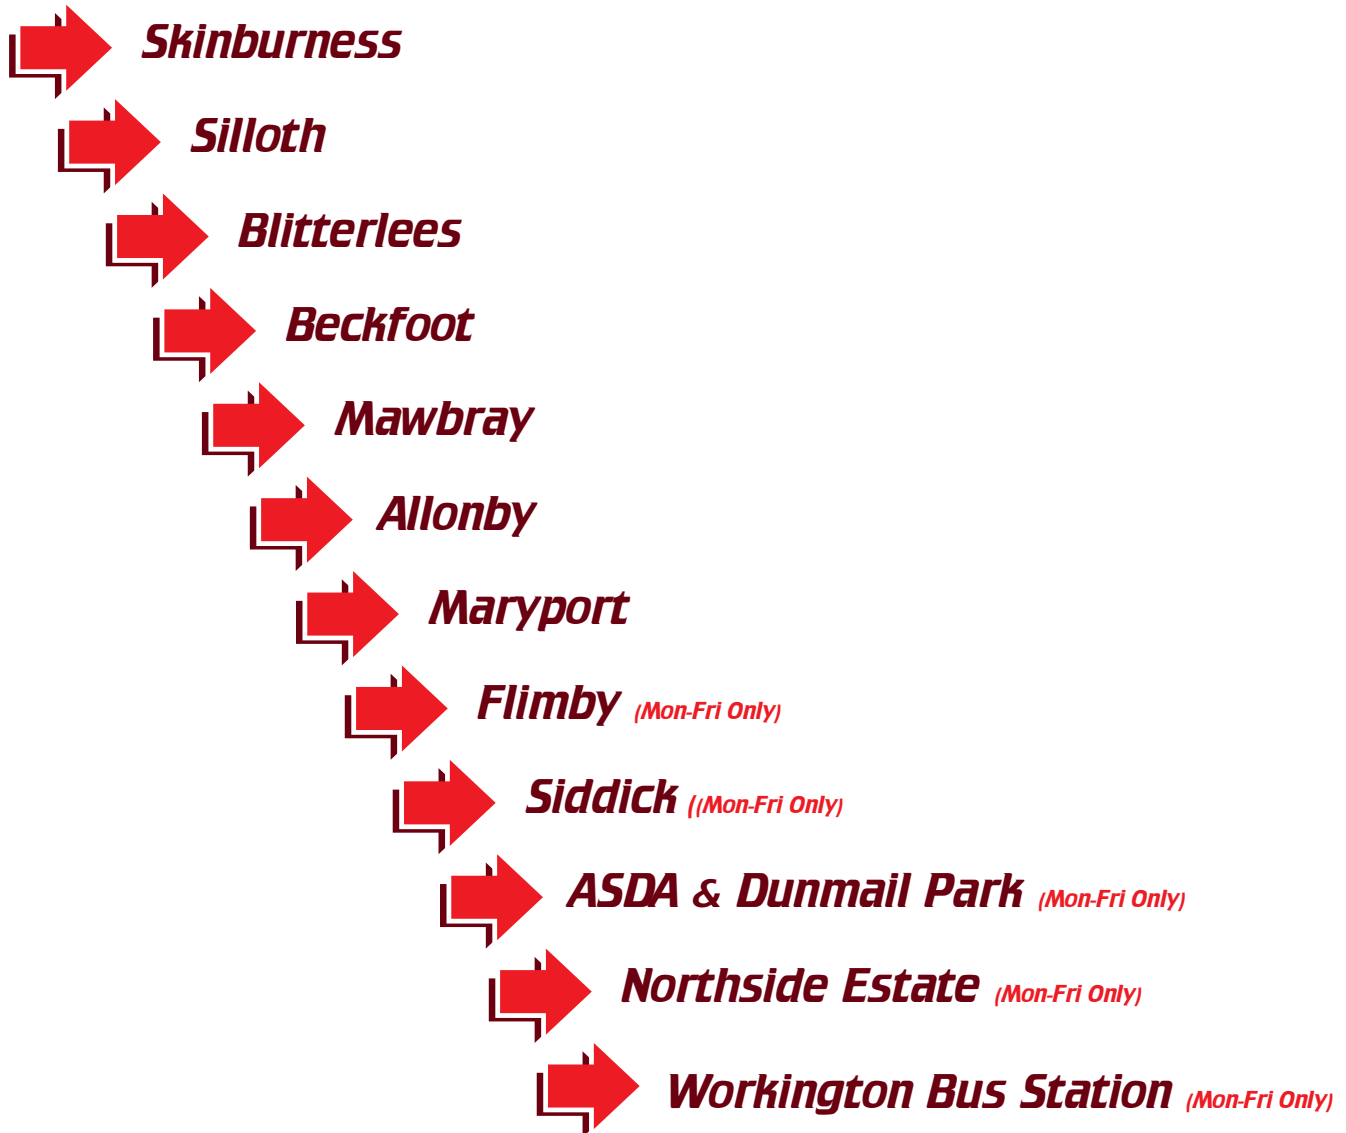 Skinburness
Silloth
Blitterlees
Beckfoot
Mawbray
Allonby
Maryport
Flimby (Mon-Fri Only)
Siddick ((Mon-Fri Only)
ASDA & Dunmail Park (Mon-Fri Only)
Northside Estate (Mon-Fri Only)
Workington Bus Station (Mon-Fri Only)